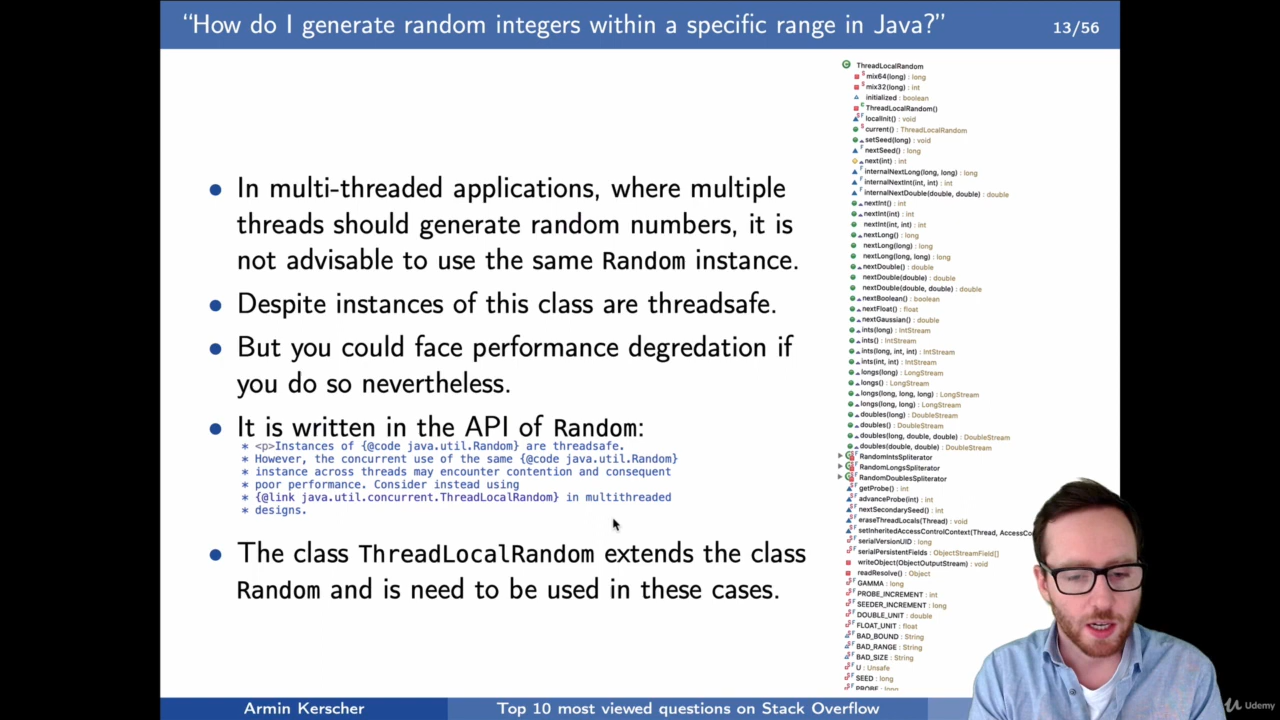 “How do I generate random integers within a specific range in Java?”
13/56
• In multi-threaded applications, where multiple
threads should generate random numbers, it is
not advisable to use the same Random instance.
• Despite instances of this class are threadsafe.
• But you could face performance degredation if
you do so nevertheless.
• It is written in the API of Random:
* <p>Instances of {@code java.util.Random} are threadsafe.
* However, the concurrent use of the same {@code java.util.Random}
* instance across threads may encounter contention and consequent
* poor performance. Consider instead using
* {@link java.util.concurrent.ThreadLocalRandom} in multithreaded
* designs.
• The class ThreadLocalRandom extends the class
Random and is need to be used in these cases.
ThreadLocalRandom
mix64(long) : long
mix32(long) : int
initialized : boolean
ThreadLocalRandom()
localInit() : void
current() : ThreadLocalRandom
setSeed(long) : void
nextSeed() : long
next(int) : int
internalNextLong(long, long) : long
internalNextInt(int, int) : int
internalNextDouble(double, double) : double
nextInt() : int
nextInt(int) : int
nextInt(int, int) : int
nextLong() : long
nextLong(long) : long
nextLong(long, long) : long
nextDouble() : double
nextDouble(double) : double
nextDouble(double, double) : double
nextBoolean() : boolean
nextFloat() : float
nextGaussian() : double
ints(long) : IntStream
ints() : IntStream
ints(long, int, int) : IntStream
ints(int, int) : IntStream
longs(long) : LongStream
longs() : LongStream
longs(long, long, long) : LongStream
longs(long, long) : LongStream
doubles(long) : DoubleStream
doubles() : DoubleStream
doubles(long, double, double) : DoubleStream
doubles(double, double) : DoubleStream
RandomIntsSpliterator
RandomLongsSpliterator
RandomDoublesSpliterator
getProbe() : int
advanceProbe(int) : int
nextSecondarySeed() : int
eraseThreadLocals(Thread) : void
setInheritedAccessControlContext(Thread, AccessCo
serialVersionUID : long
serialPersistentFields : ObjectStreamField[]
writeObject(ObjectOutputStream) : void
readResolve() : Object
GAMMA : long
PROBE_INCREMENT : int
SEEDER_INCREMENT : long
DOUBLE_UNIT : double
FLOAT_UNIT : float
BAD_BOUND : String
BAD_RANGE : String
BAD_SIZE : String
U : Unsafe
SEED : long
PROBE : long
Armin Kerscher
Top 10 most viewed questions on Stack Overflow
Udemy